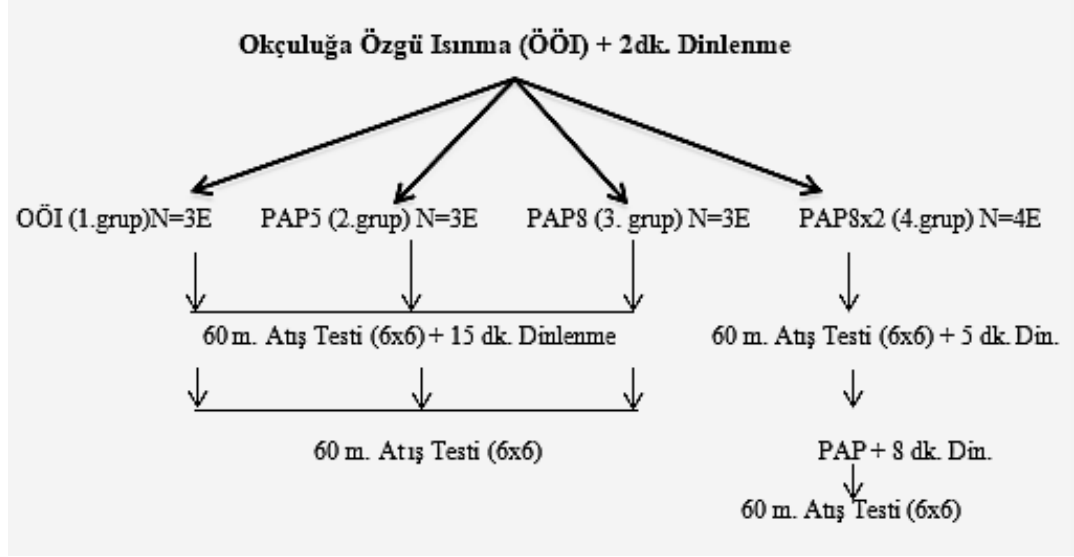 Okçuluğa Özgü Isınma (ÖÖI) + 2dk. Dinlenme
OÖI (1.grup)N=3E PAP5 (2.grup) N=3E PAP8 (3. grup) N=3E PAP8x2 (4.grup) N=4E
60 m. Atış Testi (6x6) + 15 dk. Dinlenme 60 m. Atış Testi (6x6) + 5 dk. Din.
60 m. Atış Testi (6x6) PAP + 8 dk. Din.
60 m. Atış Testi (6x6)